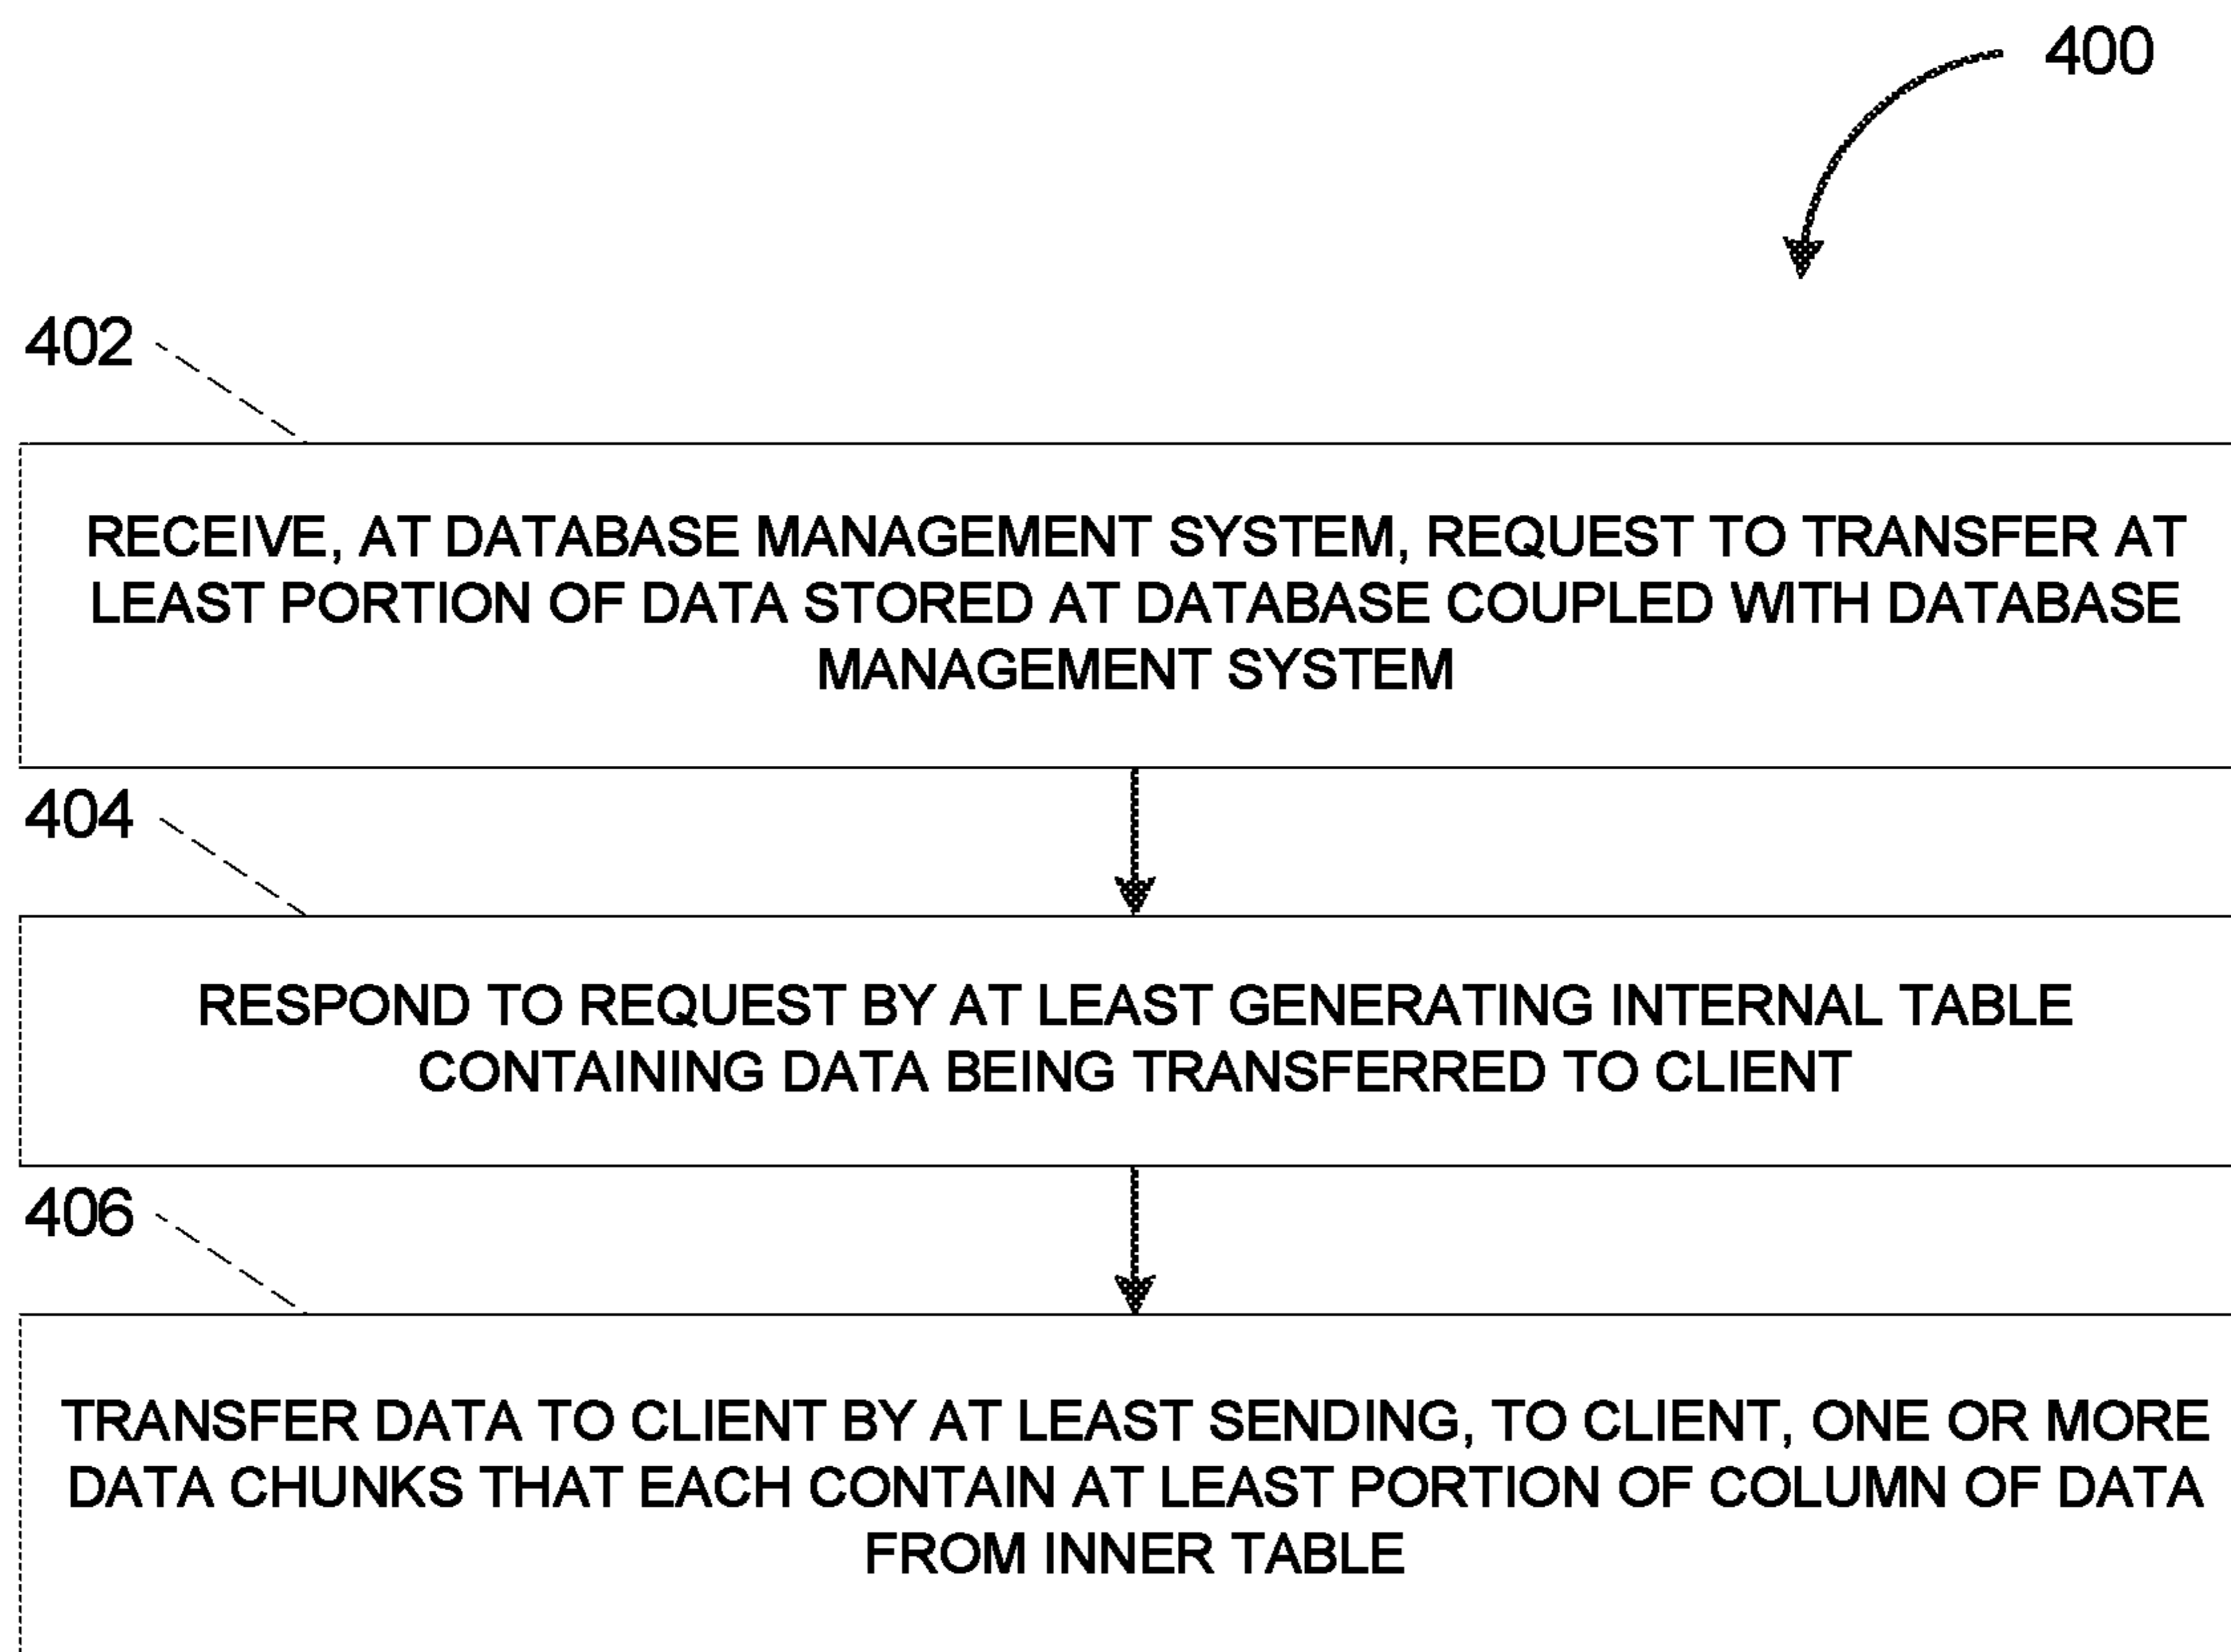 400
402
RECEIVE, AT DATABASE MANAGEMENT SYSTEM, REQUEST TO TRANSFER AT
LEAST PORTION OF DATA STORED AT DATABASE COUPLED WITH DATABASE
MANAGEMENT SYSTEM
404
RESPOND TO REQUEST BY AT LEAST GENERATING INTERNAL TABLE
CONTAINING DATA BEING TRANSFERRED TO CLIENT
406
TRANSFER DATA TO CLIENT BY AT LEAST SENDING, TO CLIENT, ONE OR MORE
DATA CHUNKS THAT EACH CONTAIN AT LEAST PORTION OF COLUMN OF DATA
FROM INNER TABLE